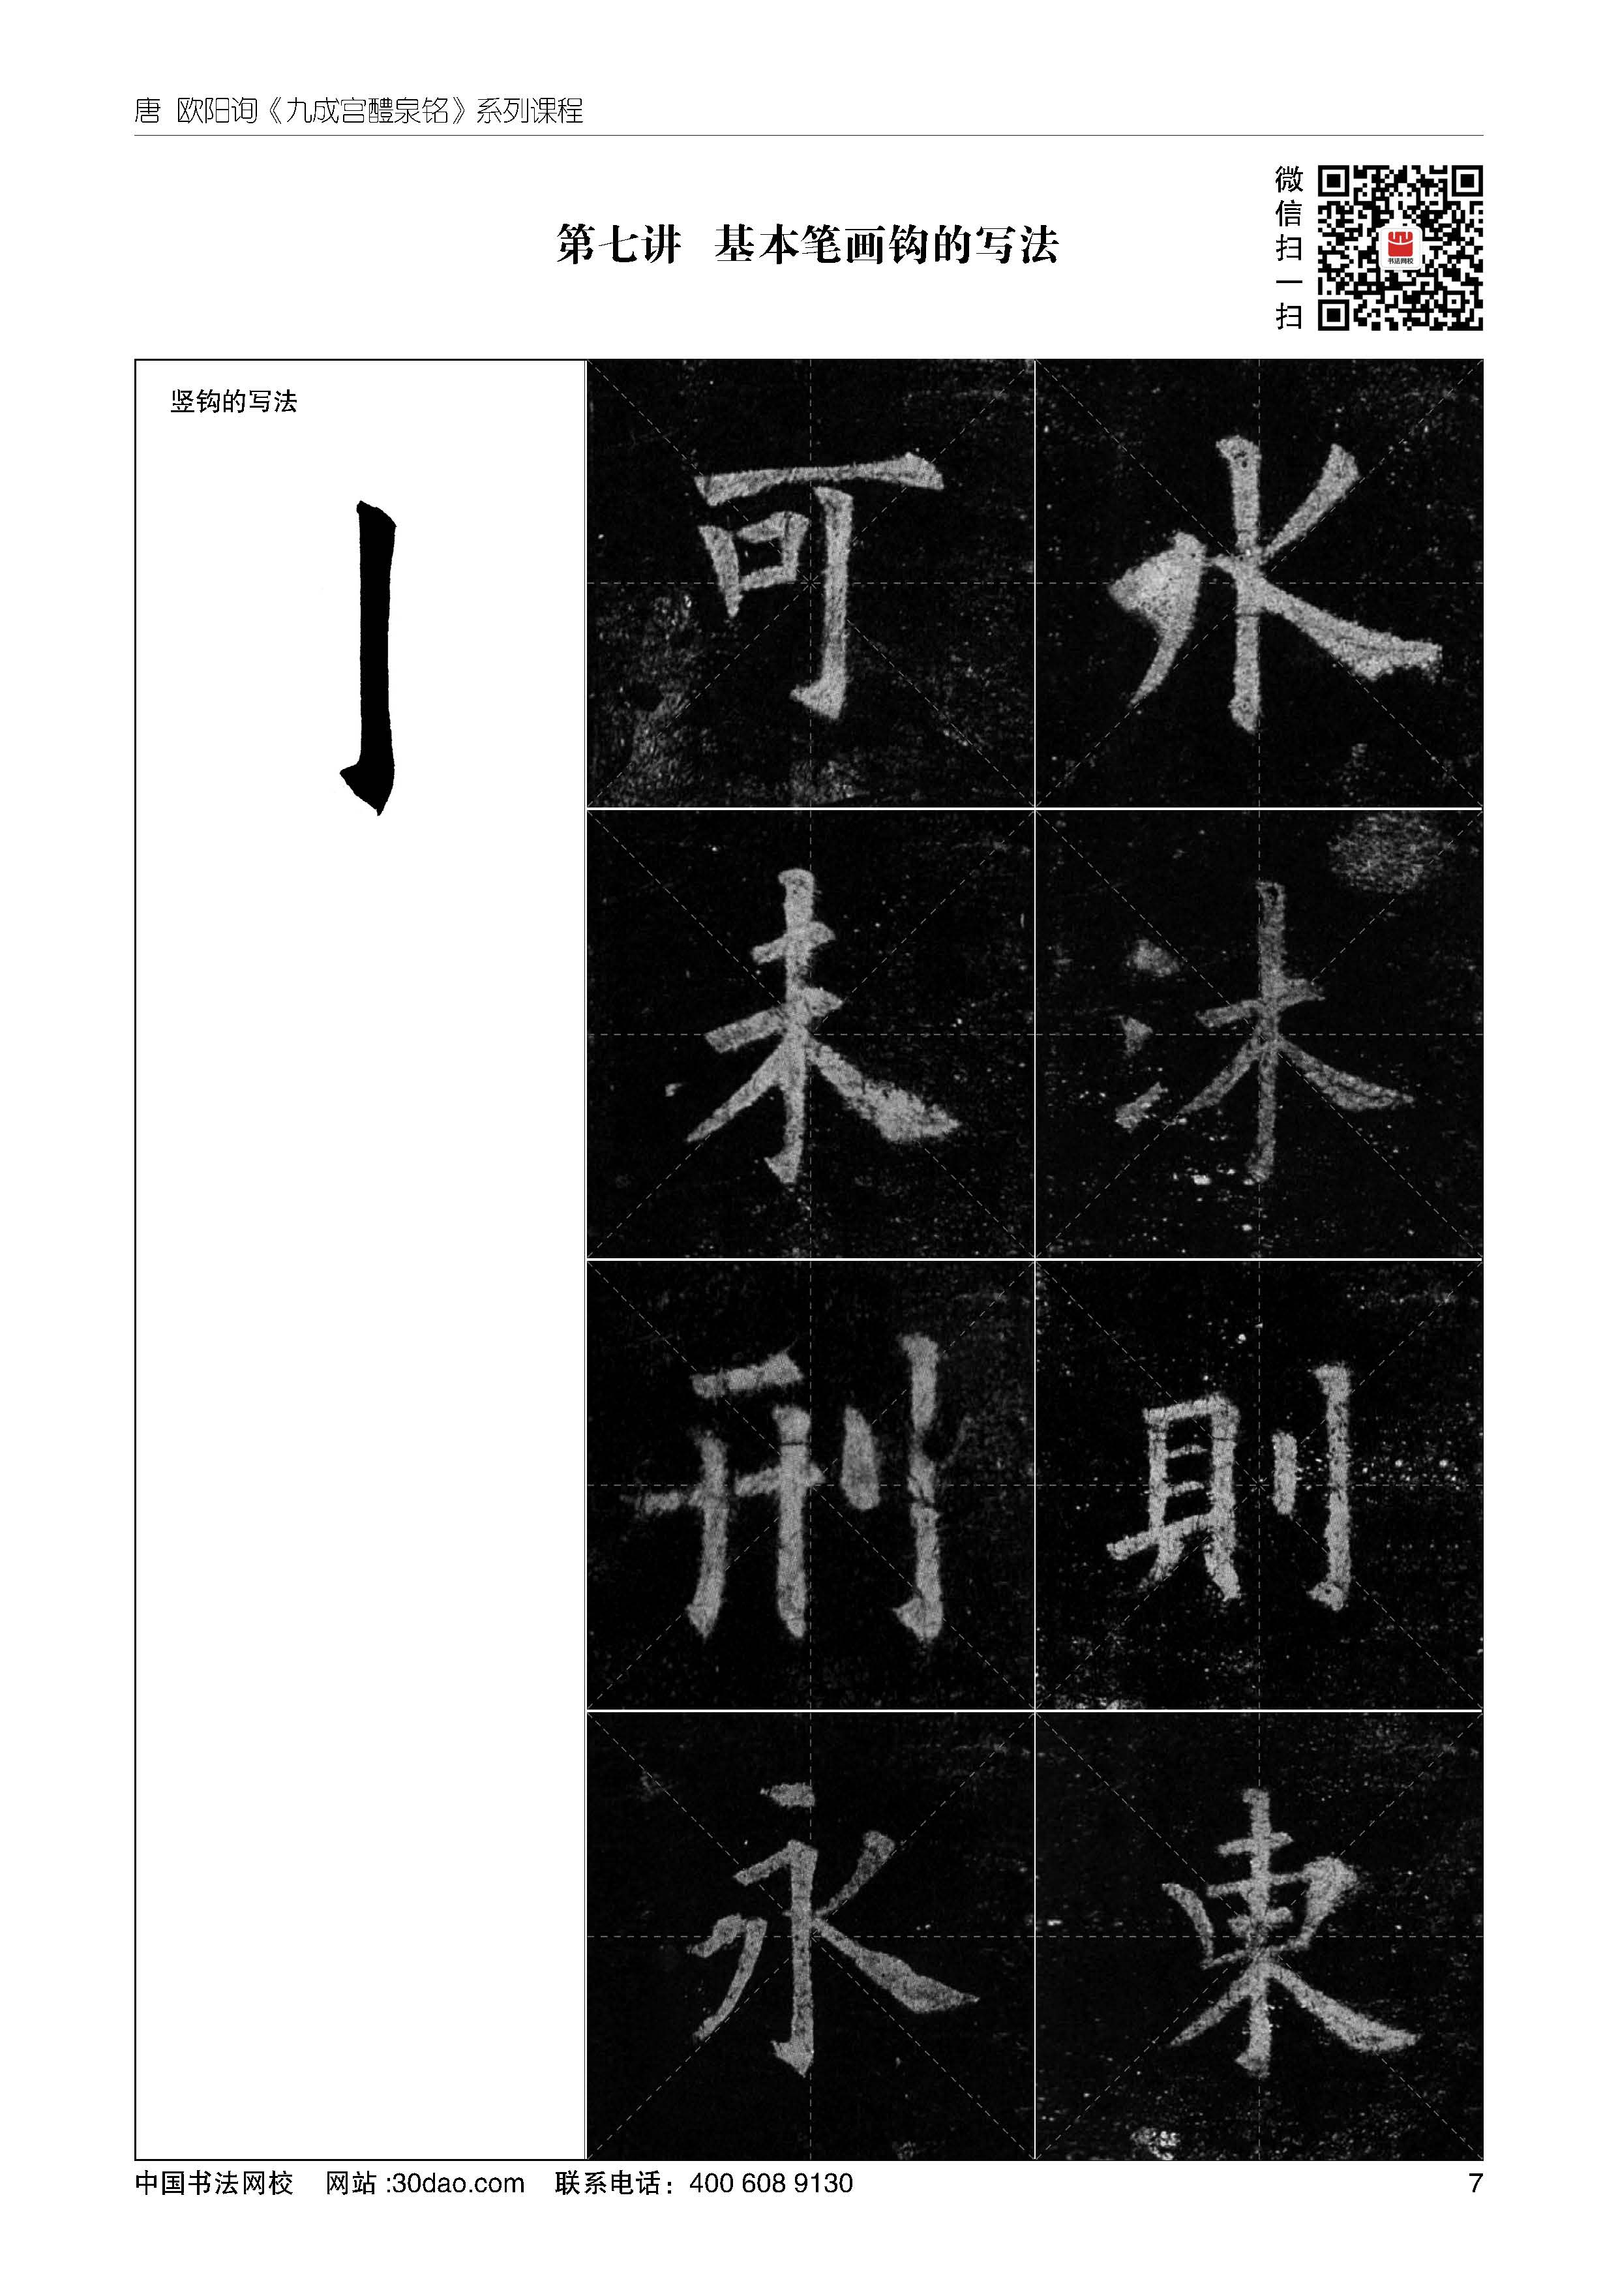 唐 欧阳询《九成宫醴泉铭》系列课程
第七讲 基本笔画钩的写法
微信扫一扫
书法网校
竖钩的写法
亅
可 水
未 沐
刑 則
永 東
中国书法网校 网站:30dao.com 联系电话：400 608 9130
7